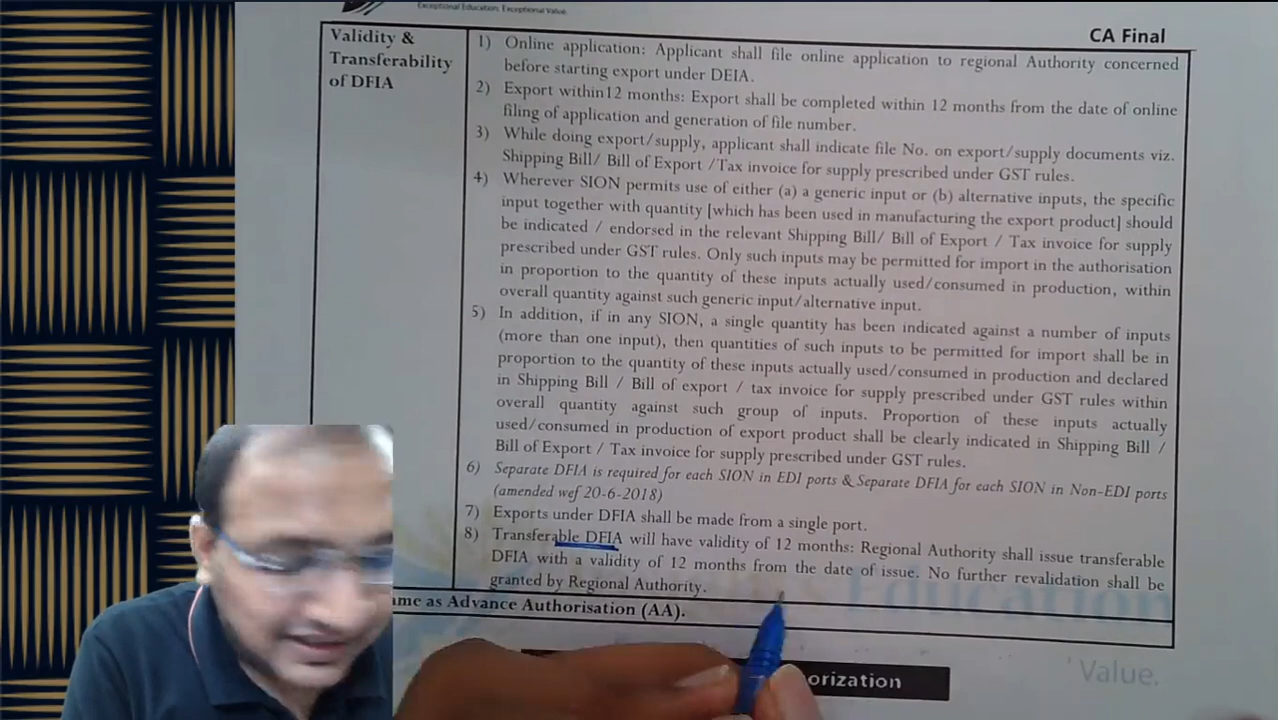 Exceptional Education. Exceptional Value.
CA Final
Validity &
Transferability
of DFIA
1) Online application: Applicant shall file online application to regional Authority concerned
before starting export under DEIA.
2) Export within12 months: Export shall be completed within 12 months from the date of online
filing of application and generation of file number.
3) While doing export/supply, applicant shall indicate file No. on export/supply documents viz.
Shipping Bill/ Bill of Export /Tax invoice for supply prescribed under GST rules.
4) Wherever SION permits use of either (a) a generic input or (b) alternative inputs, the specific
input together with quantity [which has been used in manufacturing the export product] should
be indicated / endorsed in the relevant Shipping Bill/ Bill of Export / Tax invoice for supply
prescribed under GST rules. Only such inputs may be permitted for import in the authorisation
in proportion to the quantity of these inputs actually used/consumed in production, within
overall quantity against such generic input/alternative input.
5) In addition, if in any SION, a single quantity has been indicated against a number of inputs
(more than one input), then quantities of such inputs to be permitted for import shall be in
proportion to the quantity of these inputs actually used/consumed in production and declared
in Shipping Bill / Bill of export / tax invoice for supply prescribed under GST rules within
overall quantity against such group of inputs. Proportion of these inputs actually
used/consumed in production of export product shall be clearly indicated in Shipping Bill /
Bill of Export / Tax invoice for supply prescribed under GST rules.
6) Separate DFIA is required for each SION in EDI ports & Separate DFIA for each SION in Non-EDI ports
(amended wef 20-6-2018)
7) Exports under DFIA shall be made from a single port.
8) Transferable DFIA will have validity of 12 months: Regional Authority shall issue transferable
DFIA with a validity of 12 months from the date of issue. No further revalidation shall be
granted by Regional Authority.
Education
ame as Advance Authorisation (AA).
orization
Value.